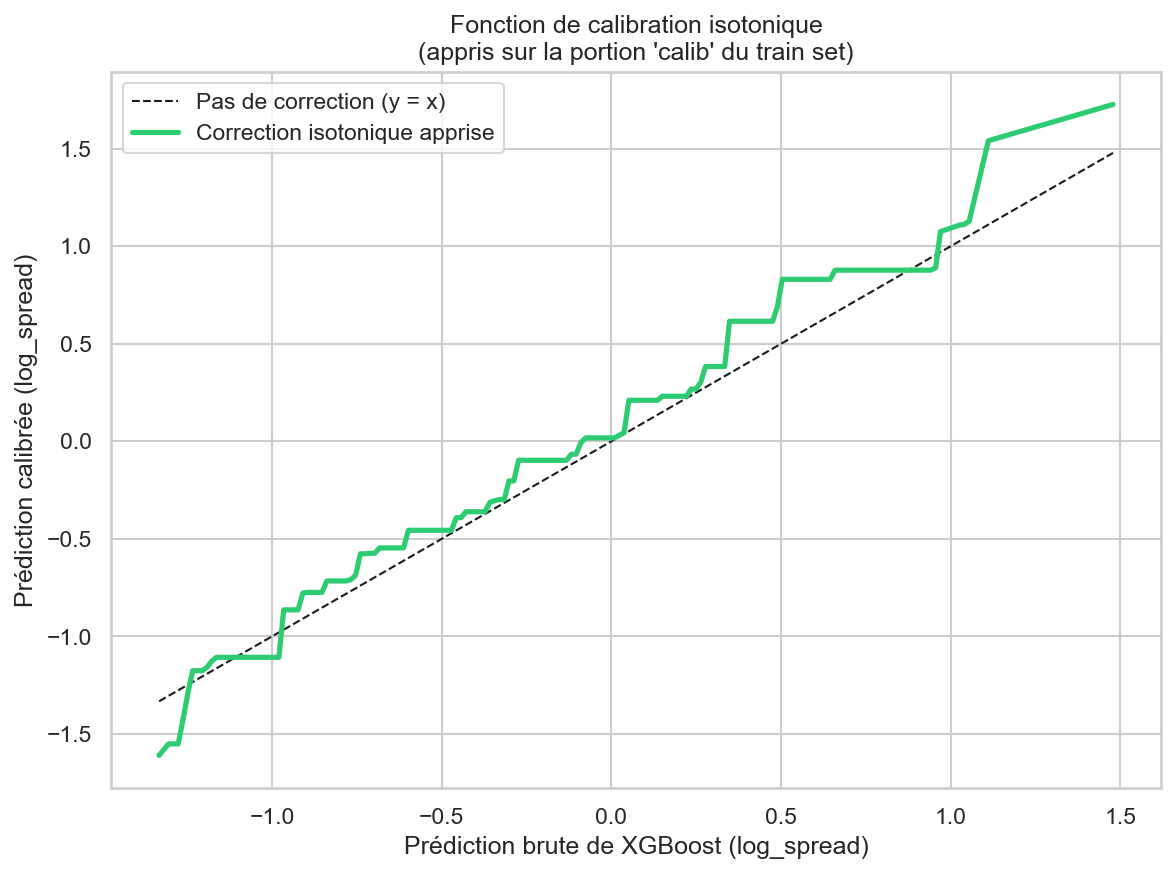 Fonction de calibration isotonique
(appris sur la portion 'calib' du train set)
Pas de correction (y = x)
Correction isotonique apprise
Prédiction calibrée (log_spread)
1.5
1.0
0.5
0.0
−0.5
−1.0
−1.5
−1.0
−0.5
0.0
0.5
1.0
1.5
Prédiction brute de XGBoost (log_spread)